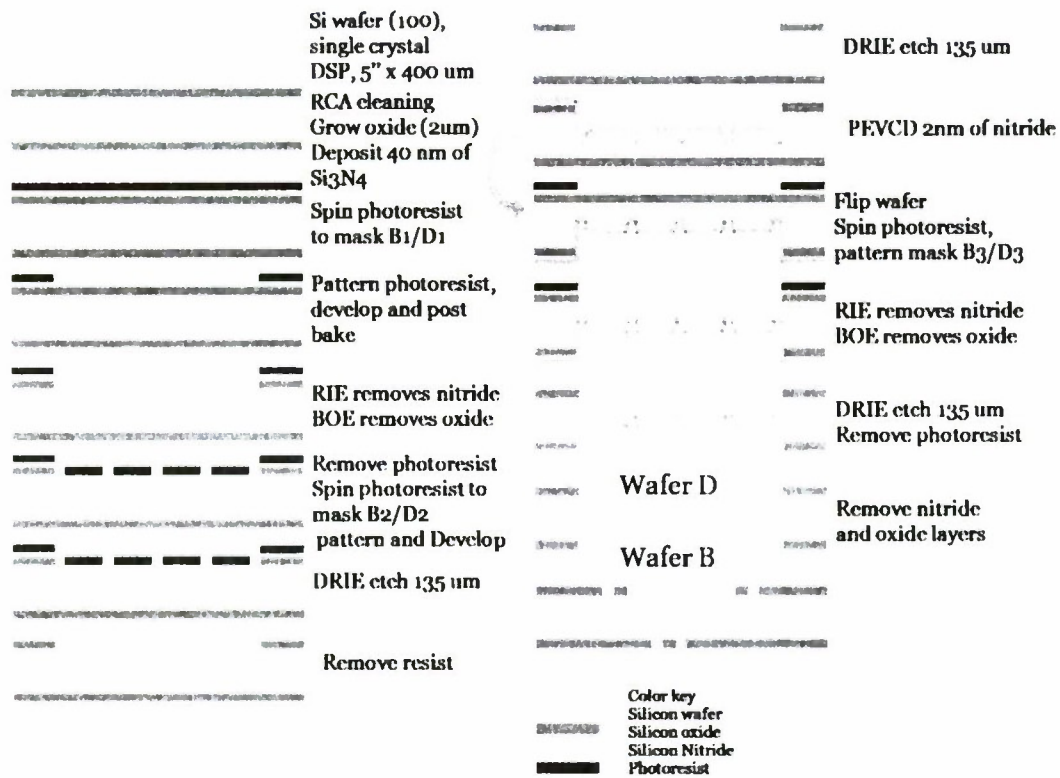 Si wafer (100),
single crystal
DSP, 5" x 400 um
RCA cleaning
Grow oxide (2um)
Deposit 40 nm of
Si3N4
Spin photoresist
to mask B1/D1
Pattern photoresist,
develop and post
bake
RIE removes nitride
BOE removes oxide
Remove photoresist
Spin photoresist to
mask B2/D2
pattern and Develop
DRIE etch 135 um
Remove resist
DRIE etch 135 um
PEVCD 2nm of nitride
Flip wafer
Spin photoresist,
pattern mask B3/D3
RIE removes nitride
BOE removes oxide
DRIE etch 135 um
Remove photoresist
Wafer D
Remove nitride
and oxide layers
Wafer B
Color key
Silicon wafer
Silicon oxide
Silicon Nitride
Photoresist